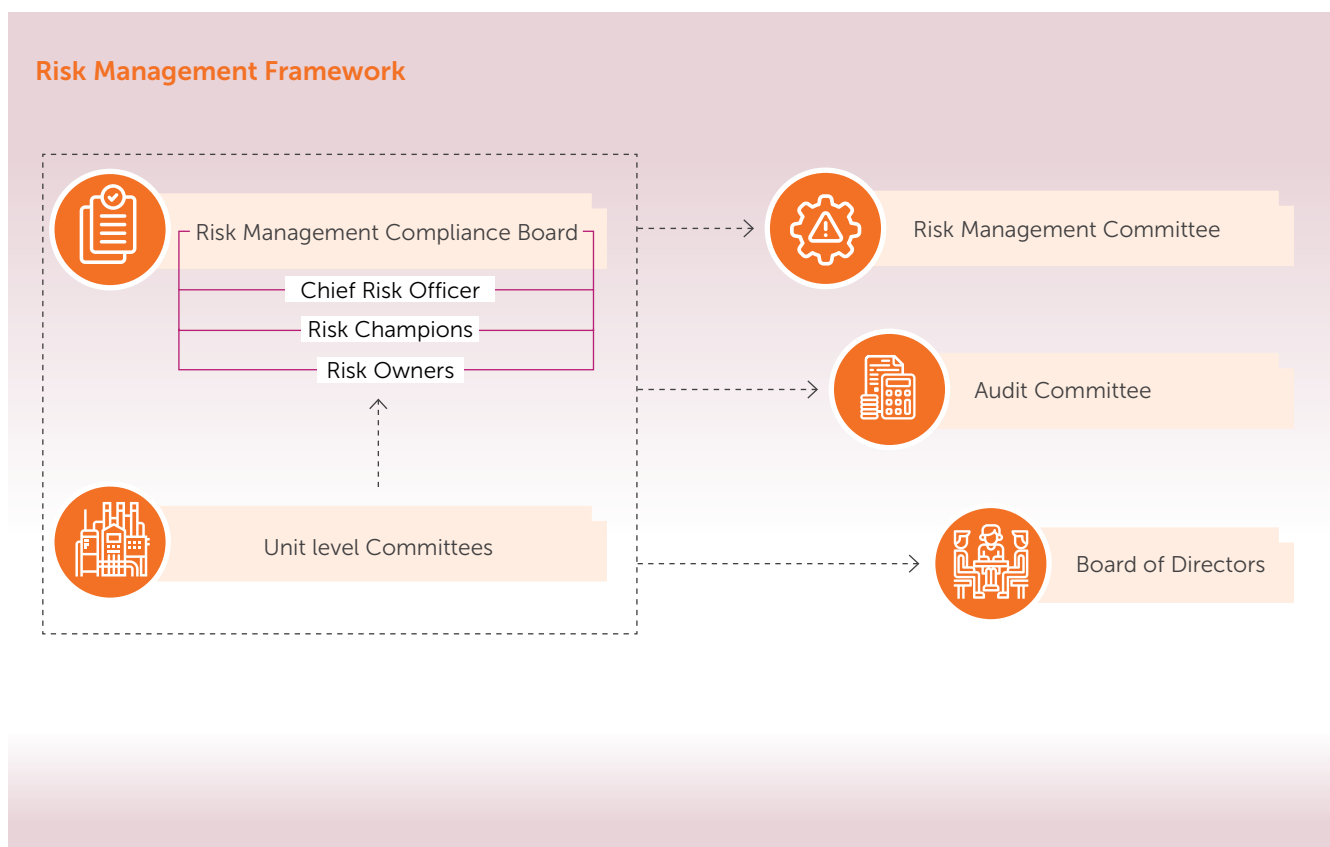 Risk Management Framework
Risk Management Compliance Board
Chief Risk Officer
Risk Champions
Risk Owners
Unit level Committees
Risk Management Committee
Audit Committee
Board of Directors